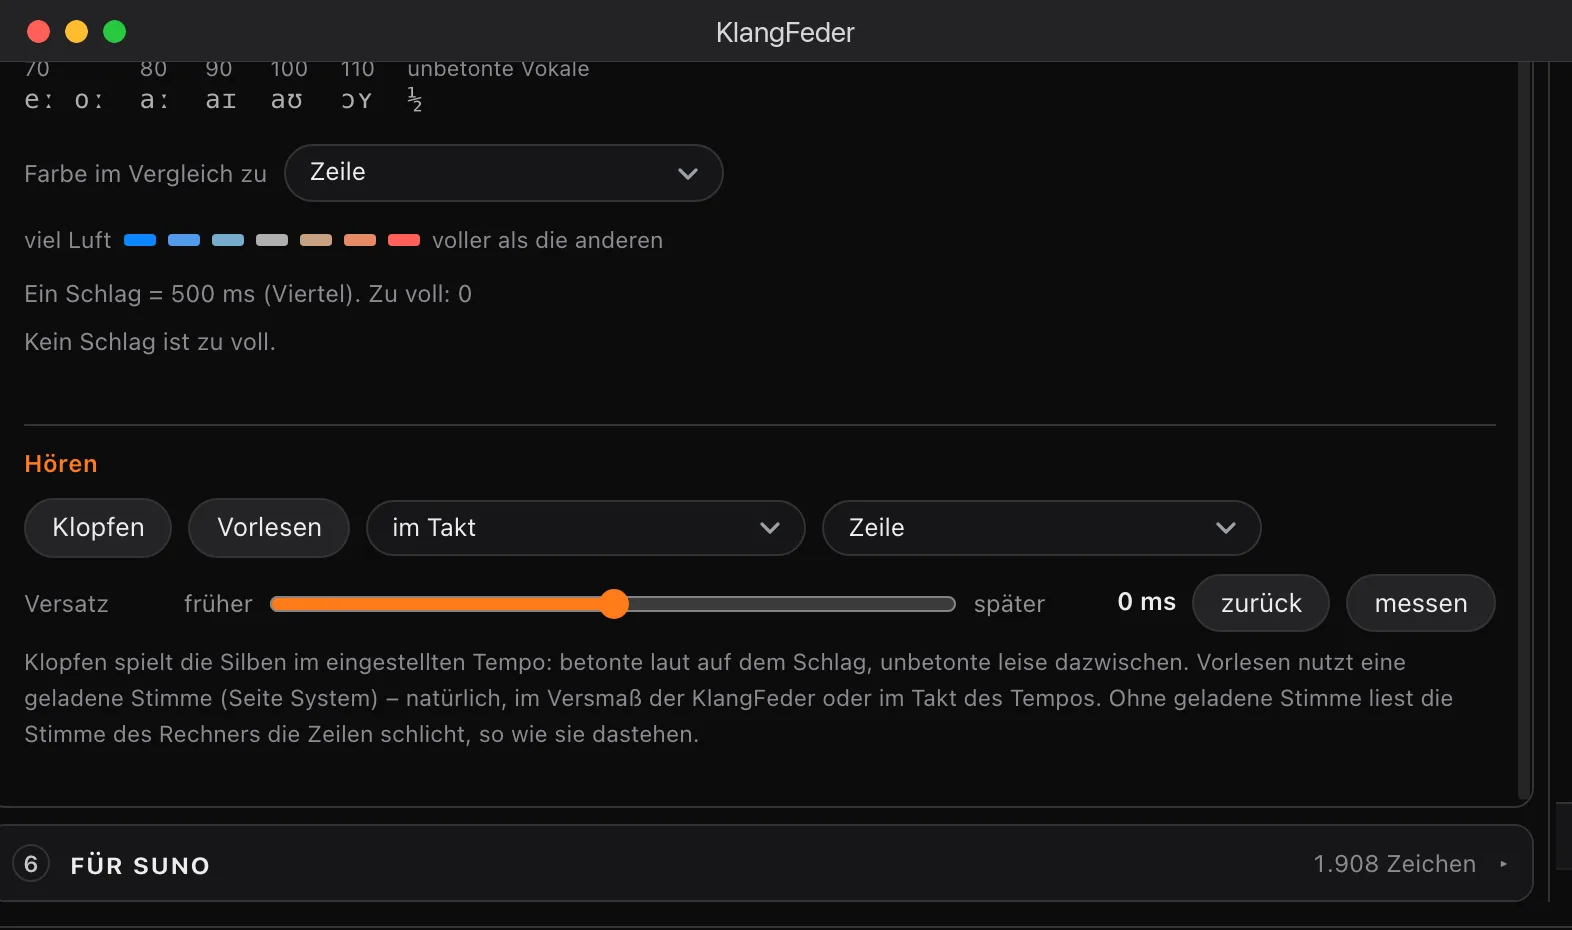 KlangFeder
70 80 90 100 110 unbetonte Vokale
eː oː aː aɪ aʊ ɔʏ ½
Farbe im Vergleich zu Zeile
viel Luft voller als die anderen
Ein Schlag = 500 ms (Viertel). Zu voll: 0
Kein Schlag ist zu voll.
Hören
Klopfen Vorlesen im Takt Zeile
Versatz früher später 0 ms zurück messen
Klopfen spielt die Silben im eingestellten Tempo: betonte laut auf dem Schlag, unbetonte leise dazwischen. Vorlesen nutzt eine
geladene Stimme (Seite System) – natürlich, im Versmaß der KlangFeder oder im Takt des Tempos. Ohne geladene Stimme liest die
Stimme des Rechners die Zeilen schlicht, so wie sie dastehen.
6 FÜR SUNO 1.908 Zeichen